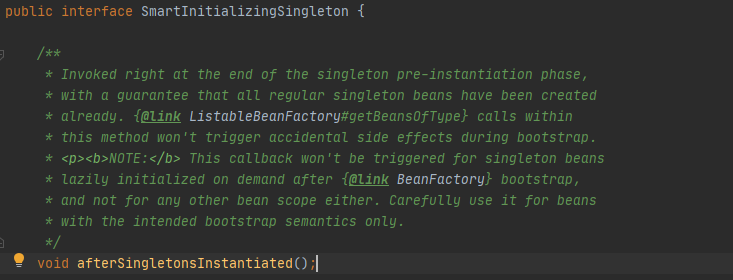 public interface SmartInitializingSingleton {
/**
* Invoked right at the end of the singleton pre-instantiation phase,
* with a guarantee that all regular singleton beans have been created
* already. {@link ListableBeanFactory#getBeansOfType} calls within
* this method won't trigger accidental side effects during bootstrap.
* <p><b>NOTE:</b> This callback won't be triggered for singleton beans
* lazily initialized on demand after {@link BeanFactory} bootstrap,
* and not for any other bean scope either. Carefully use it for beans
* with the intended bootstrap semantics only.
*/
void afterSingletonsInstantiated();